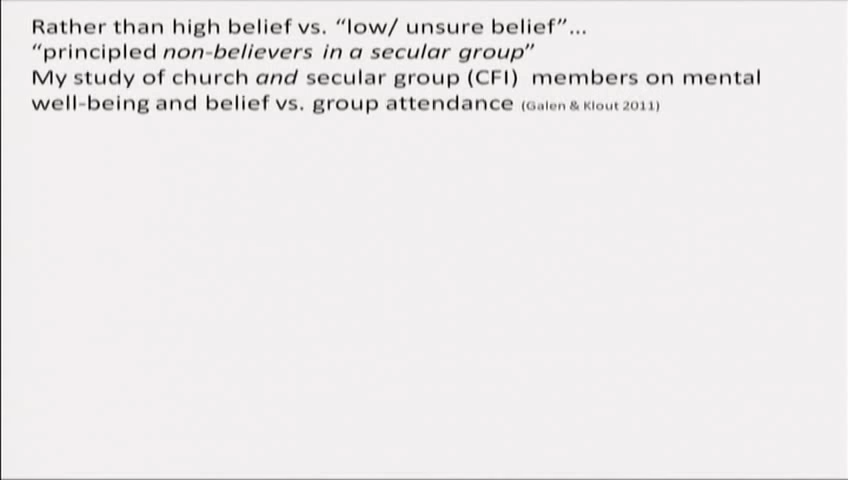 Rather than high belief vs. “low/ unsure belief”...
“principled non-believers in a secular group”
My study of church and secular group (CFI) members on mental
well-being and belief vs. group attendance (Galen & Klout 2011)